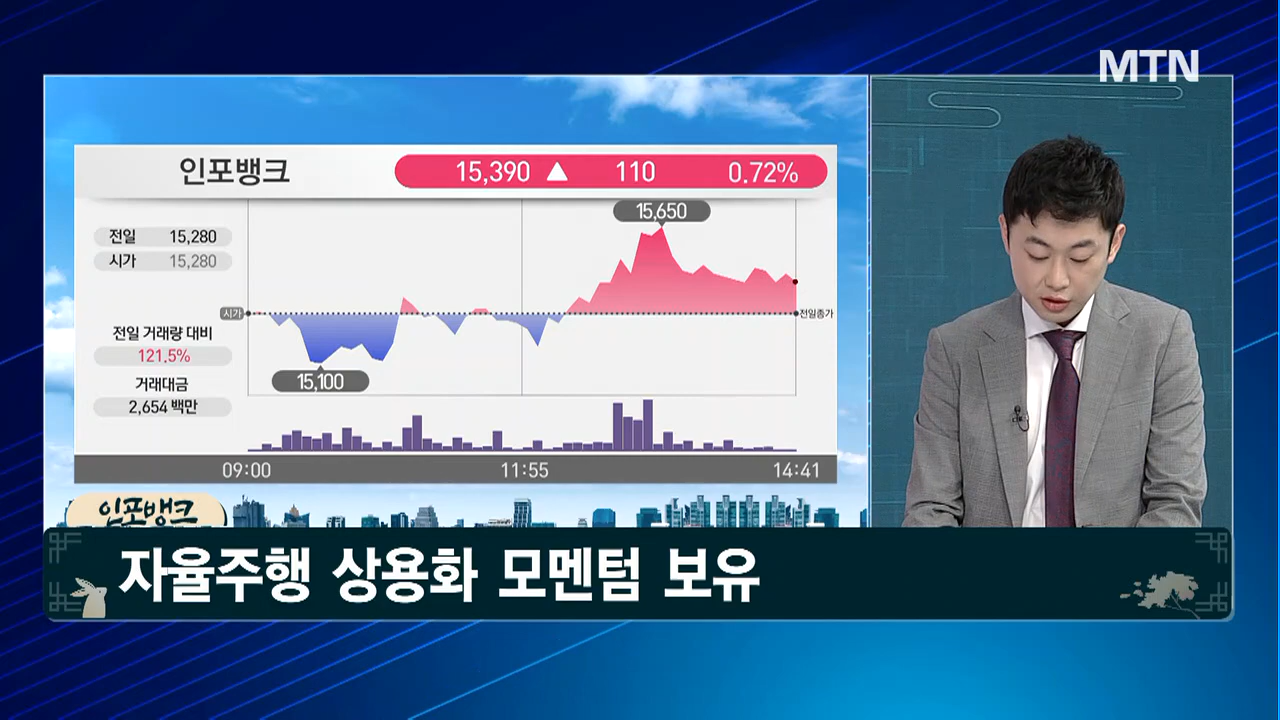 MTN
인포뱅크
15,390 ▲ 110 0.72%
15,650
전일 15,280
시가 15,280
시가
전일종가
전일 거래량 대비
121.5%
15,100
거래대금
2,654 백만
09:00 11:55 14:41
인포뱅크
자율주행 상용화 모멘텀 보유